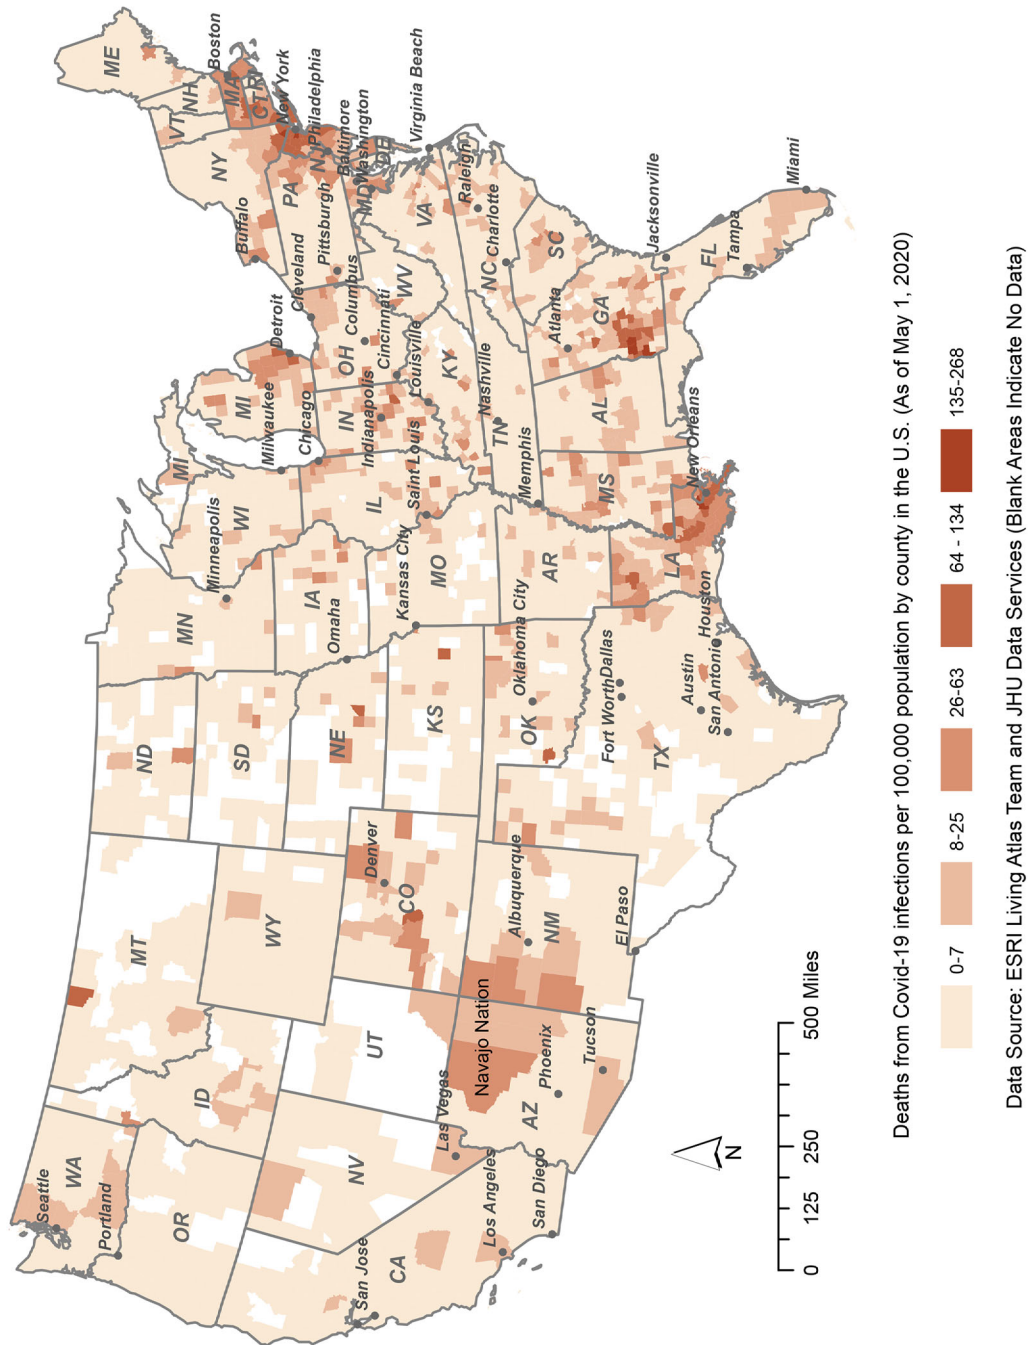 Seattle
WA
Portland
OR
ID
MT
ND
MN
Minneapolis
WI
MI
MI
Milwaukee
Chicago
Detroit
Buffalo
NY
VT
NH
ME
MA
Boston
CT
RI
New York
NJ
Philadelphia
Baltimore
Washington
MD
DE
PA
Pittsburgh
Cleveland
Columbus
OH
Cincinnati
IN
Indianapolis
IL
Saint Louis
Louisville
KY
WV
VA
Virginia Beach
SD
WY
NE
IA
Omaha
Kansas City
MO
KS
Denver
CO
UT
NV
San Jose
CA
Las Vegas
Los Angeles
San Diego
Navajo Nation
AZ
Phoenix
Tucson
Albuquerque
NM
El Paso
OK
Oklahoma City
AR
Memphis
TN
Nashville
NC
Raleigh
Charlotte
SC
Atlanta
GA
AL
MS
LA
New Orleans
Fort Worth
Dallas
TX
Austin
San Antonio
Houston
Jacksonville
FL
Tampa
Miami
N
0 125 250 500 Miles
Deaths from Covid-19 infections per 100,000 population by county in the U.S. (As of May 1, 2020)
0-7 8-25 26-63 64 - 134 135-268
Data Source: ESRI Living Atlas Team and JHU Data Services (Blank Areas Indicate No Data)